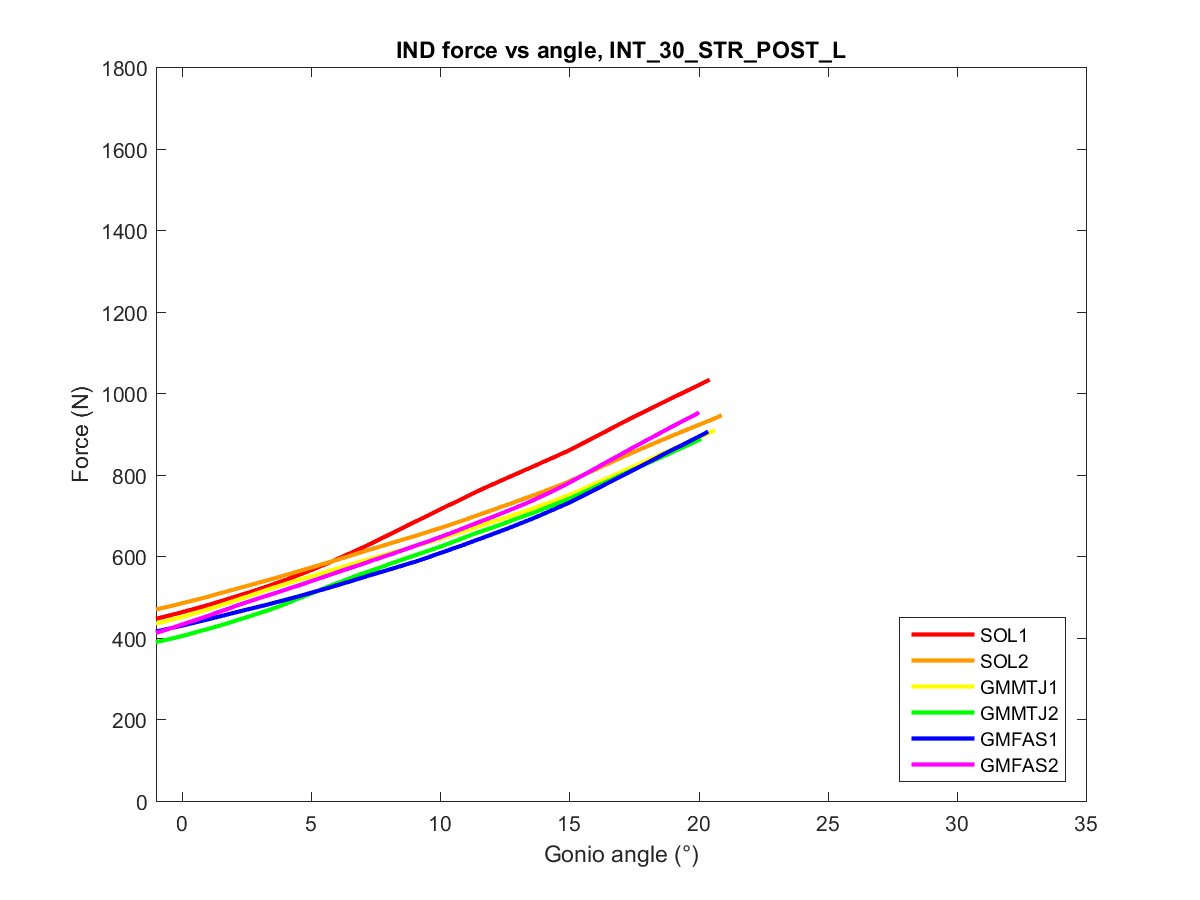 IND force vs angle, INT_30_STR_POST_L
1800
1600
1400
1200
1000
800
600
400
200
0
Force (N)
0 5 10 15 20 25 30 35
Gonio angle (°)
SOL1
SOL2
GMMTJ1
GMMTJ2
GMFAS1
GMFAS2